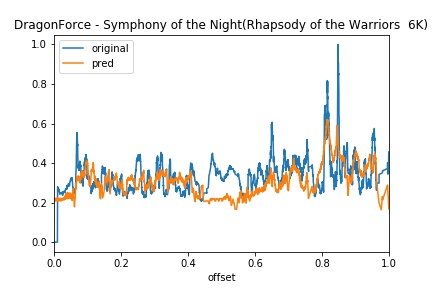 DragonForce - Symphony of the Night(Rhapsody of the Warriors  6K)
original
pred
1.0
0.8
0.6
0.4
0.2
0.0
0.0 0.2 0.4 0.6 0.8 1.0
offset